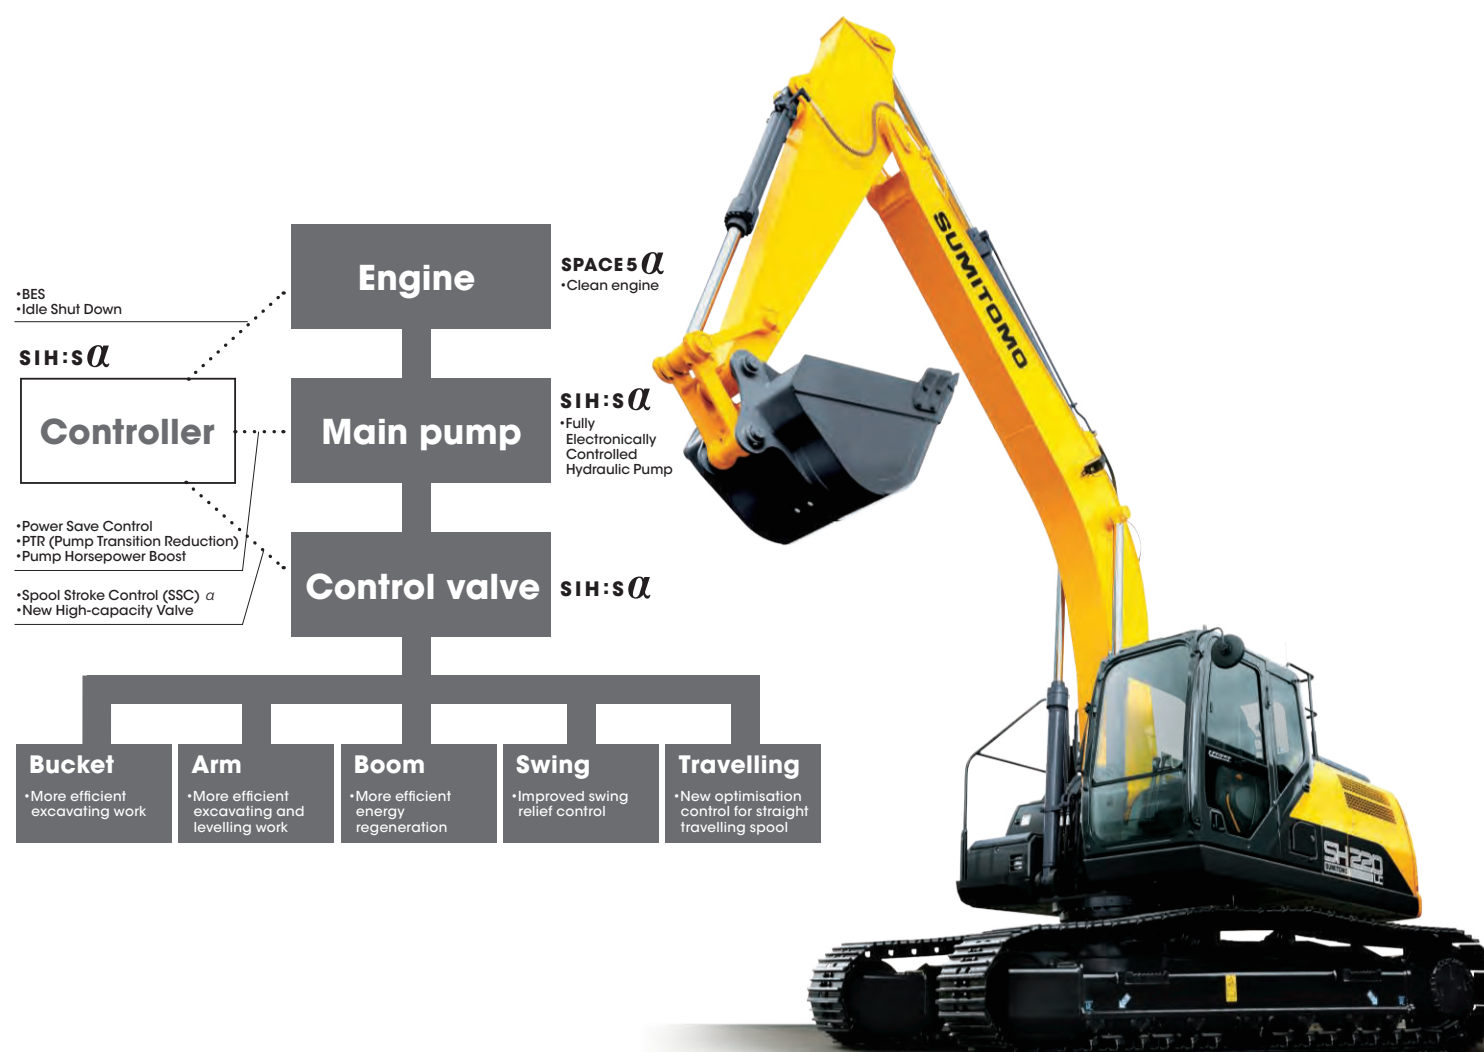 Engine
SPACE5 α
•Clean engine
•BES
•Idle Shut Down
SIH:S α
Controller
Main pump
SIH:S α
•Fully
Electronically
Controlled
Hydraulic Pump
•Power Save Control
•PTR (Pump Transition Reduction)
•Pump Horsepower Boost
•Spool Stroke Control (SSC) α
•New High-capacity Valve
Control valve
SIH:S α
Bucket
•More efficient
excavating work
Arm
•More efficient
excavating and
levelling work
Boom
•More efficient
energy
regeneration
Swing
•Improved swing
relief control
Travelling
•New optimisation
control for straight
travelling spool
SUMITOMO
SH220
SUMITOMO
LC